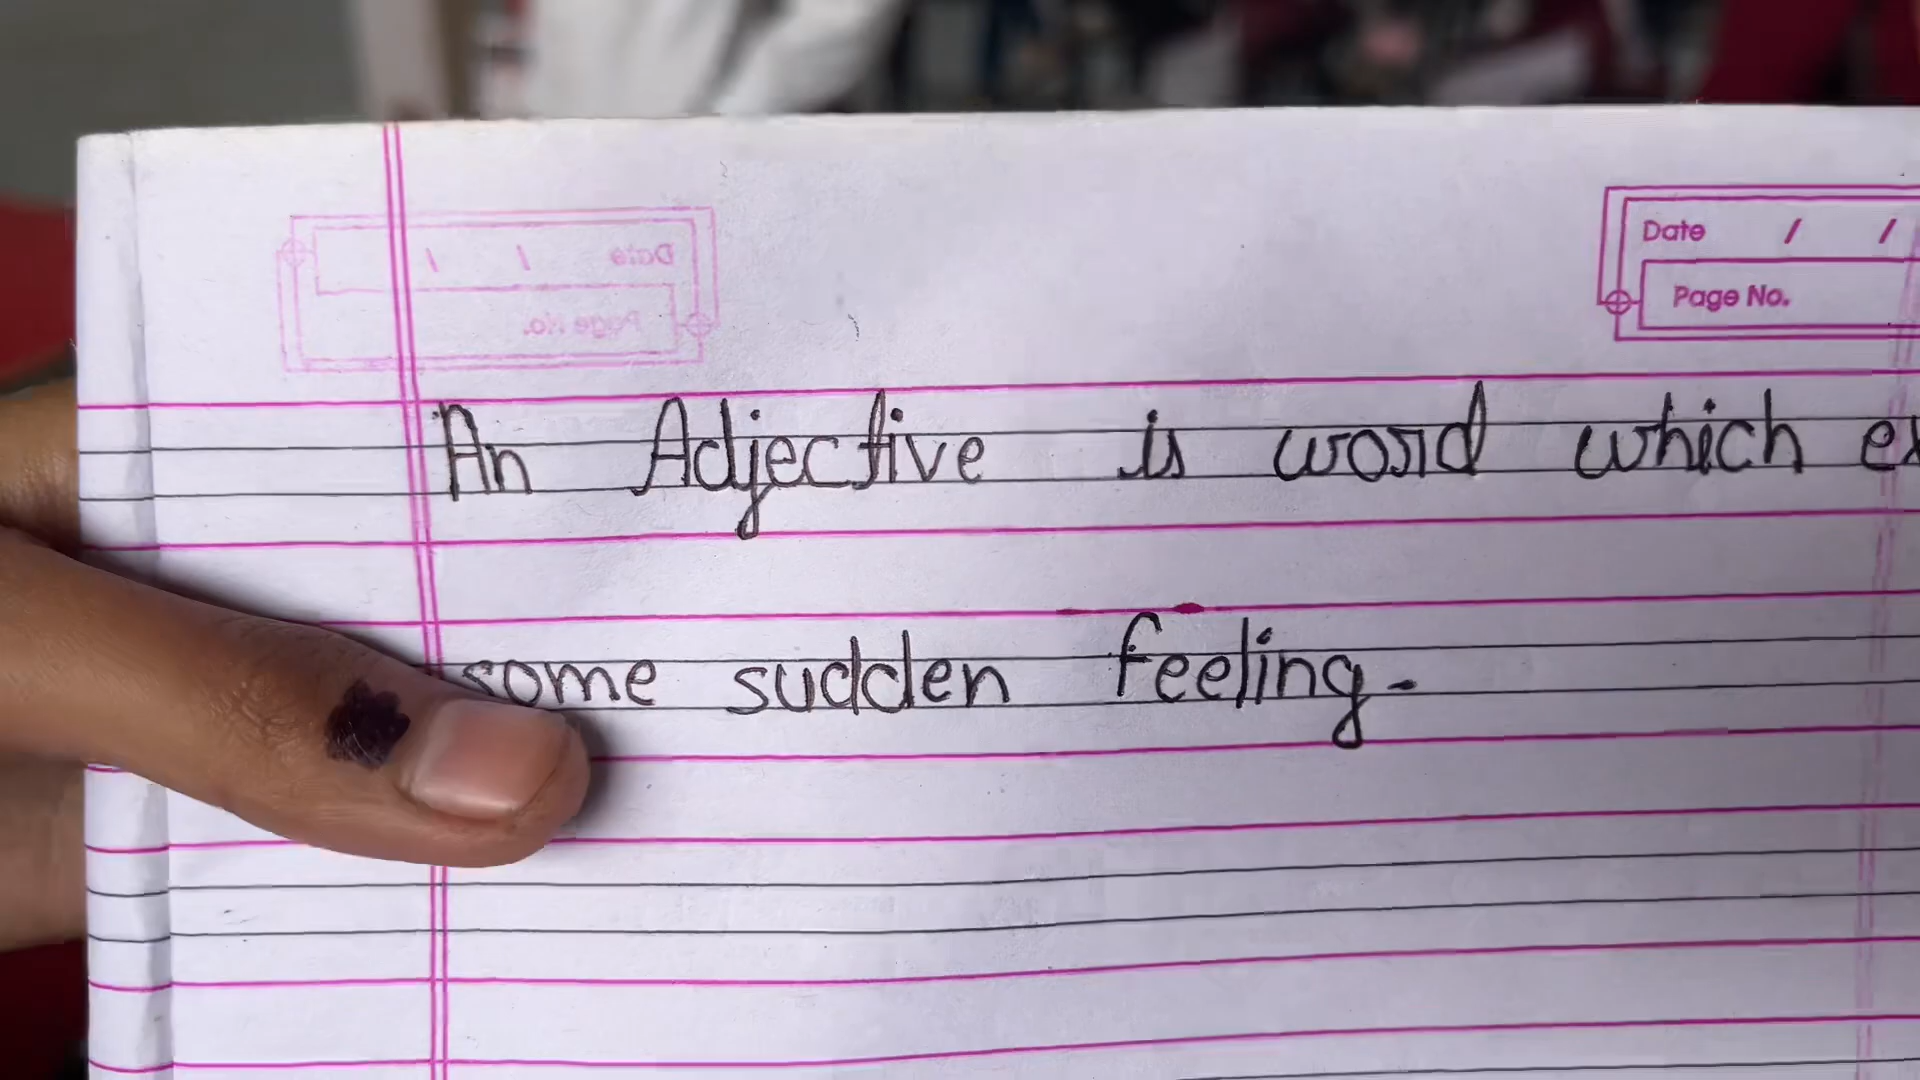 Date / /
Page No.
An Adjective is word which
some sudden feeling.